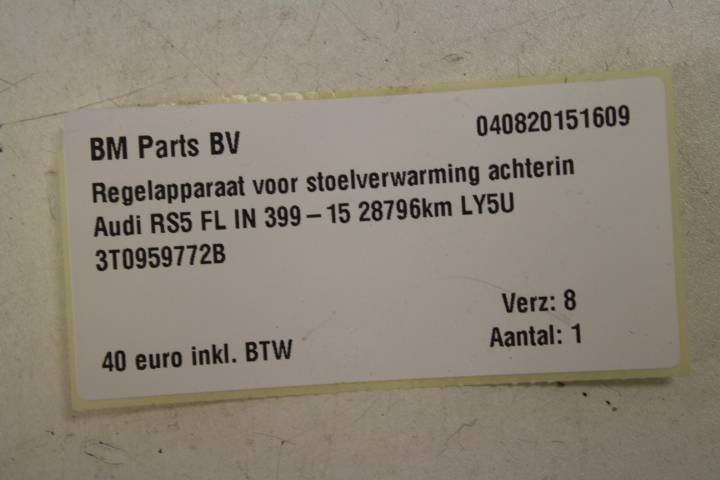 BM Parts BV
040820151609
Regelapparaat voor stoelverwarming achterin
Audi RS5 FL IN 399-15 28796km LY5U
3T0959772B
Verz: 8
40 euro inkl. BTW
Aantal: 1